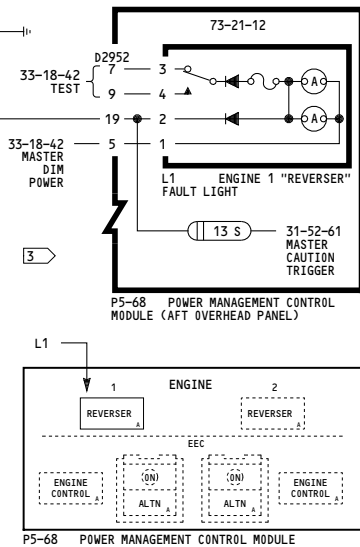 73-21-12
D2952
33-18-42
TEST
7 3
9 4
19 2
5 1
A
A
33-18-42
MASTER
DIM
POWER
L1 ENGINE 1 "REVERSER"
FAULT LIGHT
13 S
31-52-61
MASTER
CAUTION
TRIGGER
3
P5-68 POWER MANAGEMENT CONTROL
MODULE (AFT OVERHEAD PANEL)
L1
1 ENGINE 2
REVERSER A
REVERSER A
EEC
ENGINE
CONTROL A
(ON)
ALTN A
(ON)
ALTN A
ENGINE
CONTROL A
P5-68 POWER MANAGEMENT CONTROL MODULE